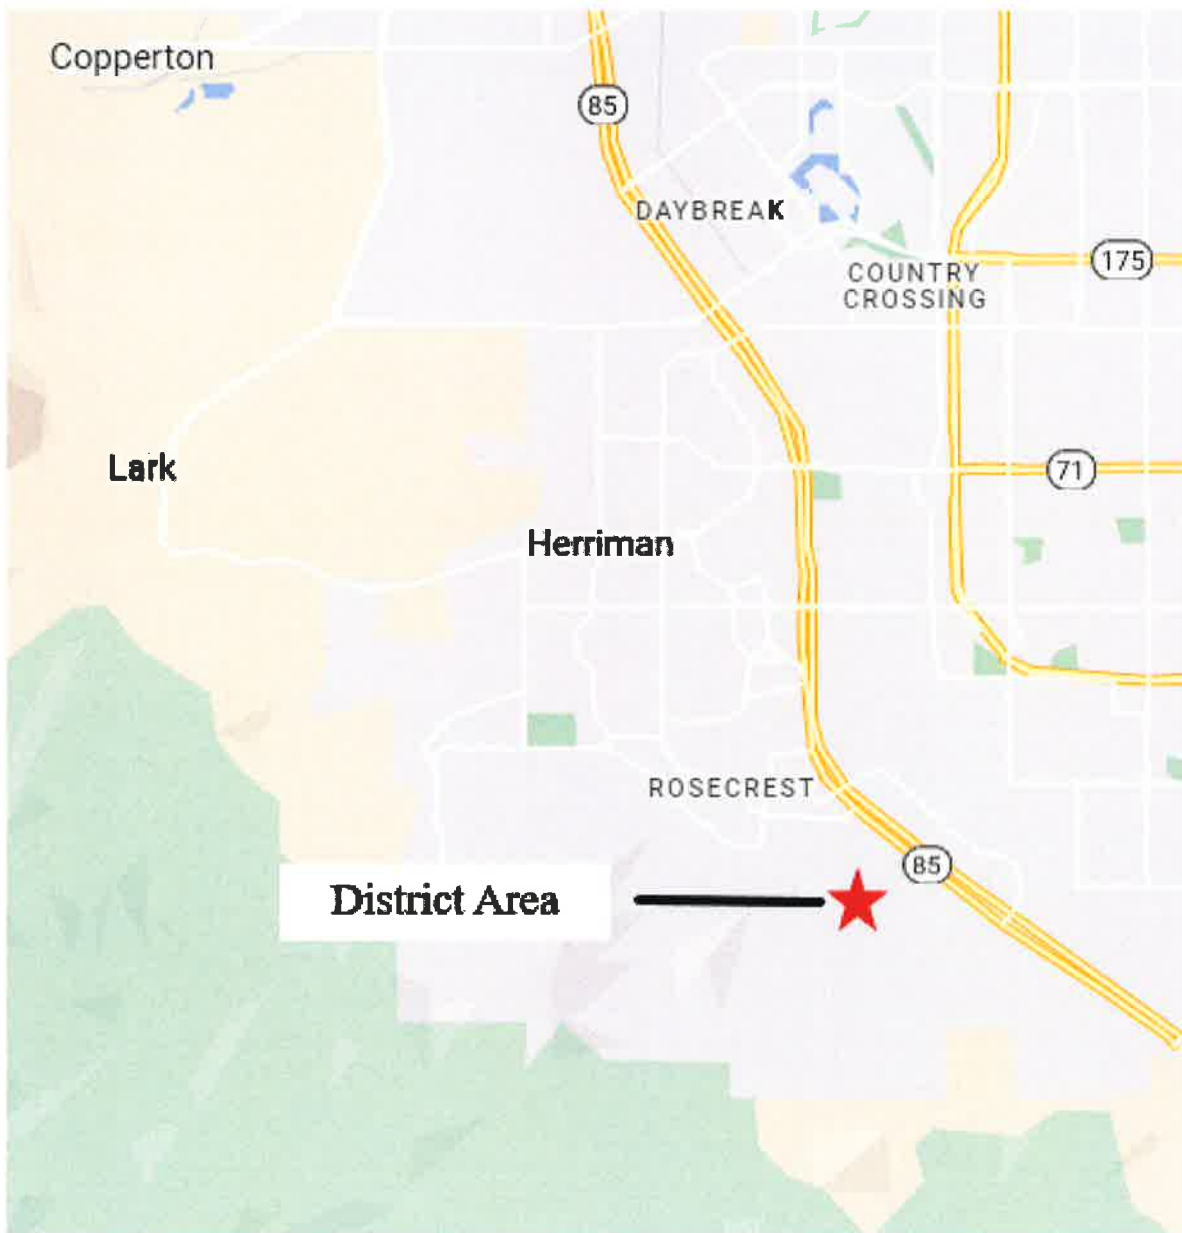 Copperton
85
DAYBREAK
175
COUNTRY
CROSSING
Lark
71
Herriman
ROSECREST
85
District Area